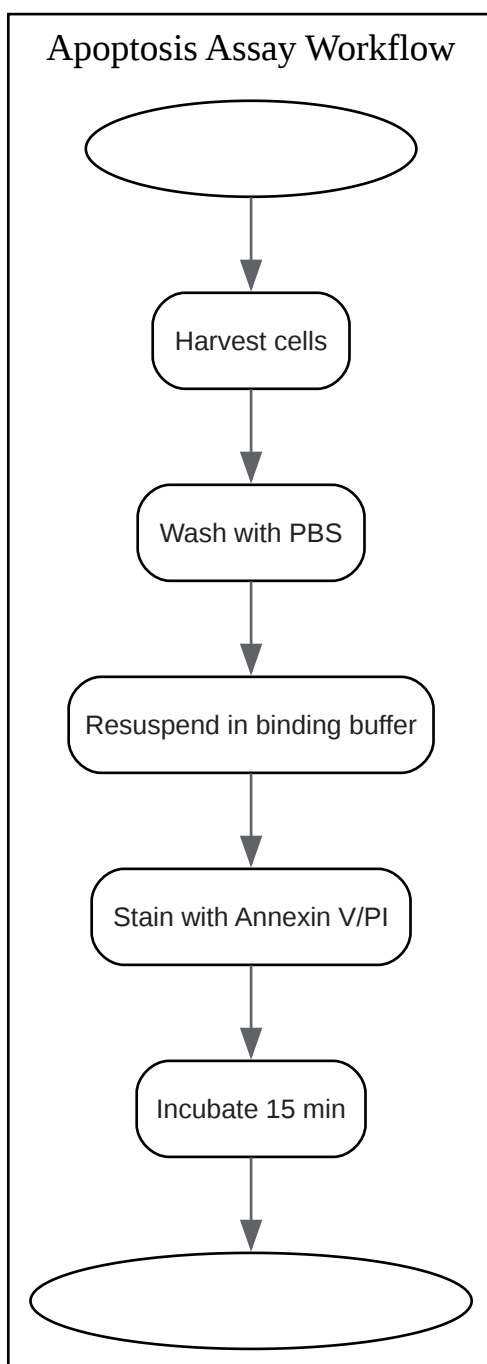 Apoptosis Assay Workflow
Harvest cells
Wash with PBS
Resuspend in binding buffer
Stain with Annexin V/PI
Incubate 15 min